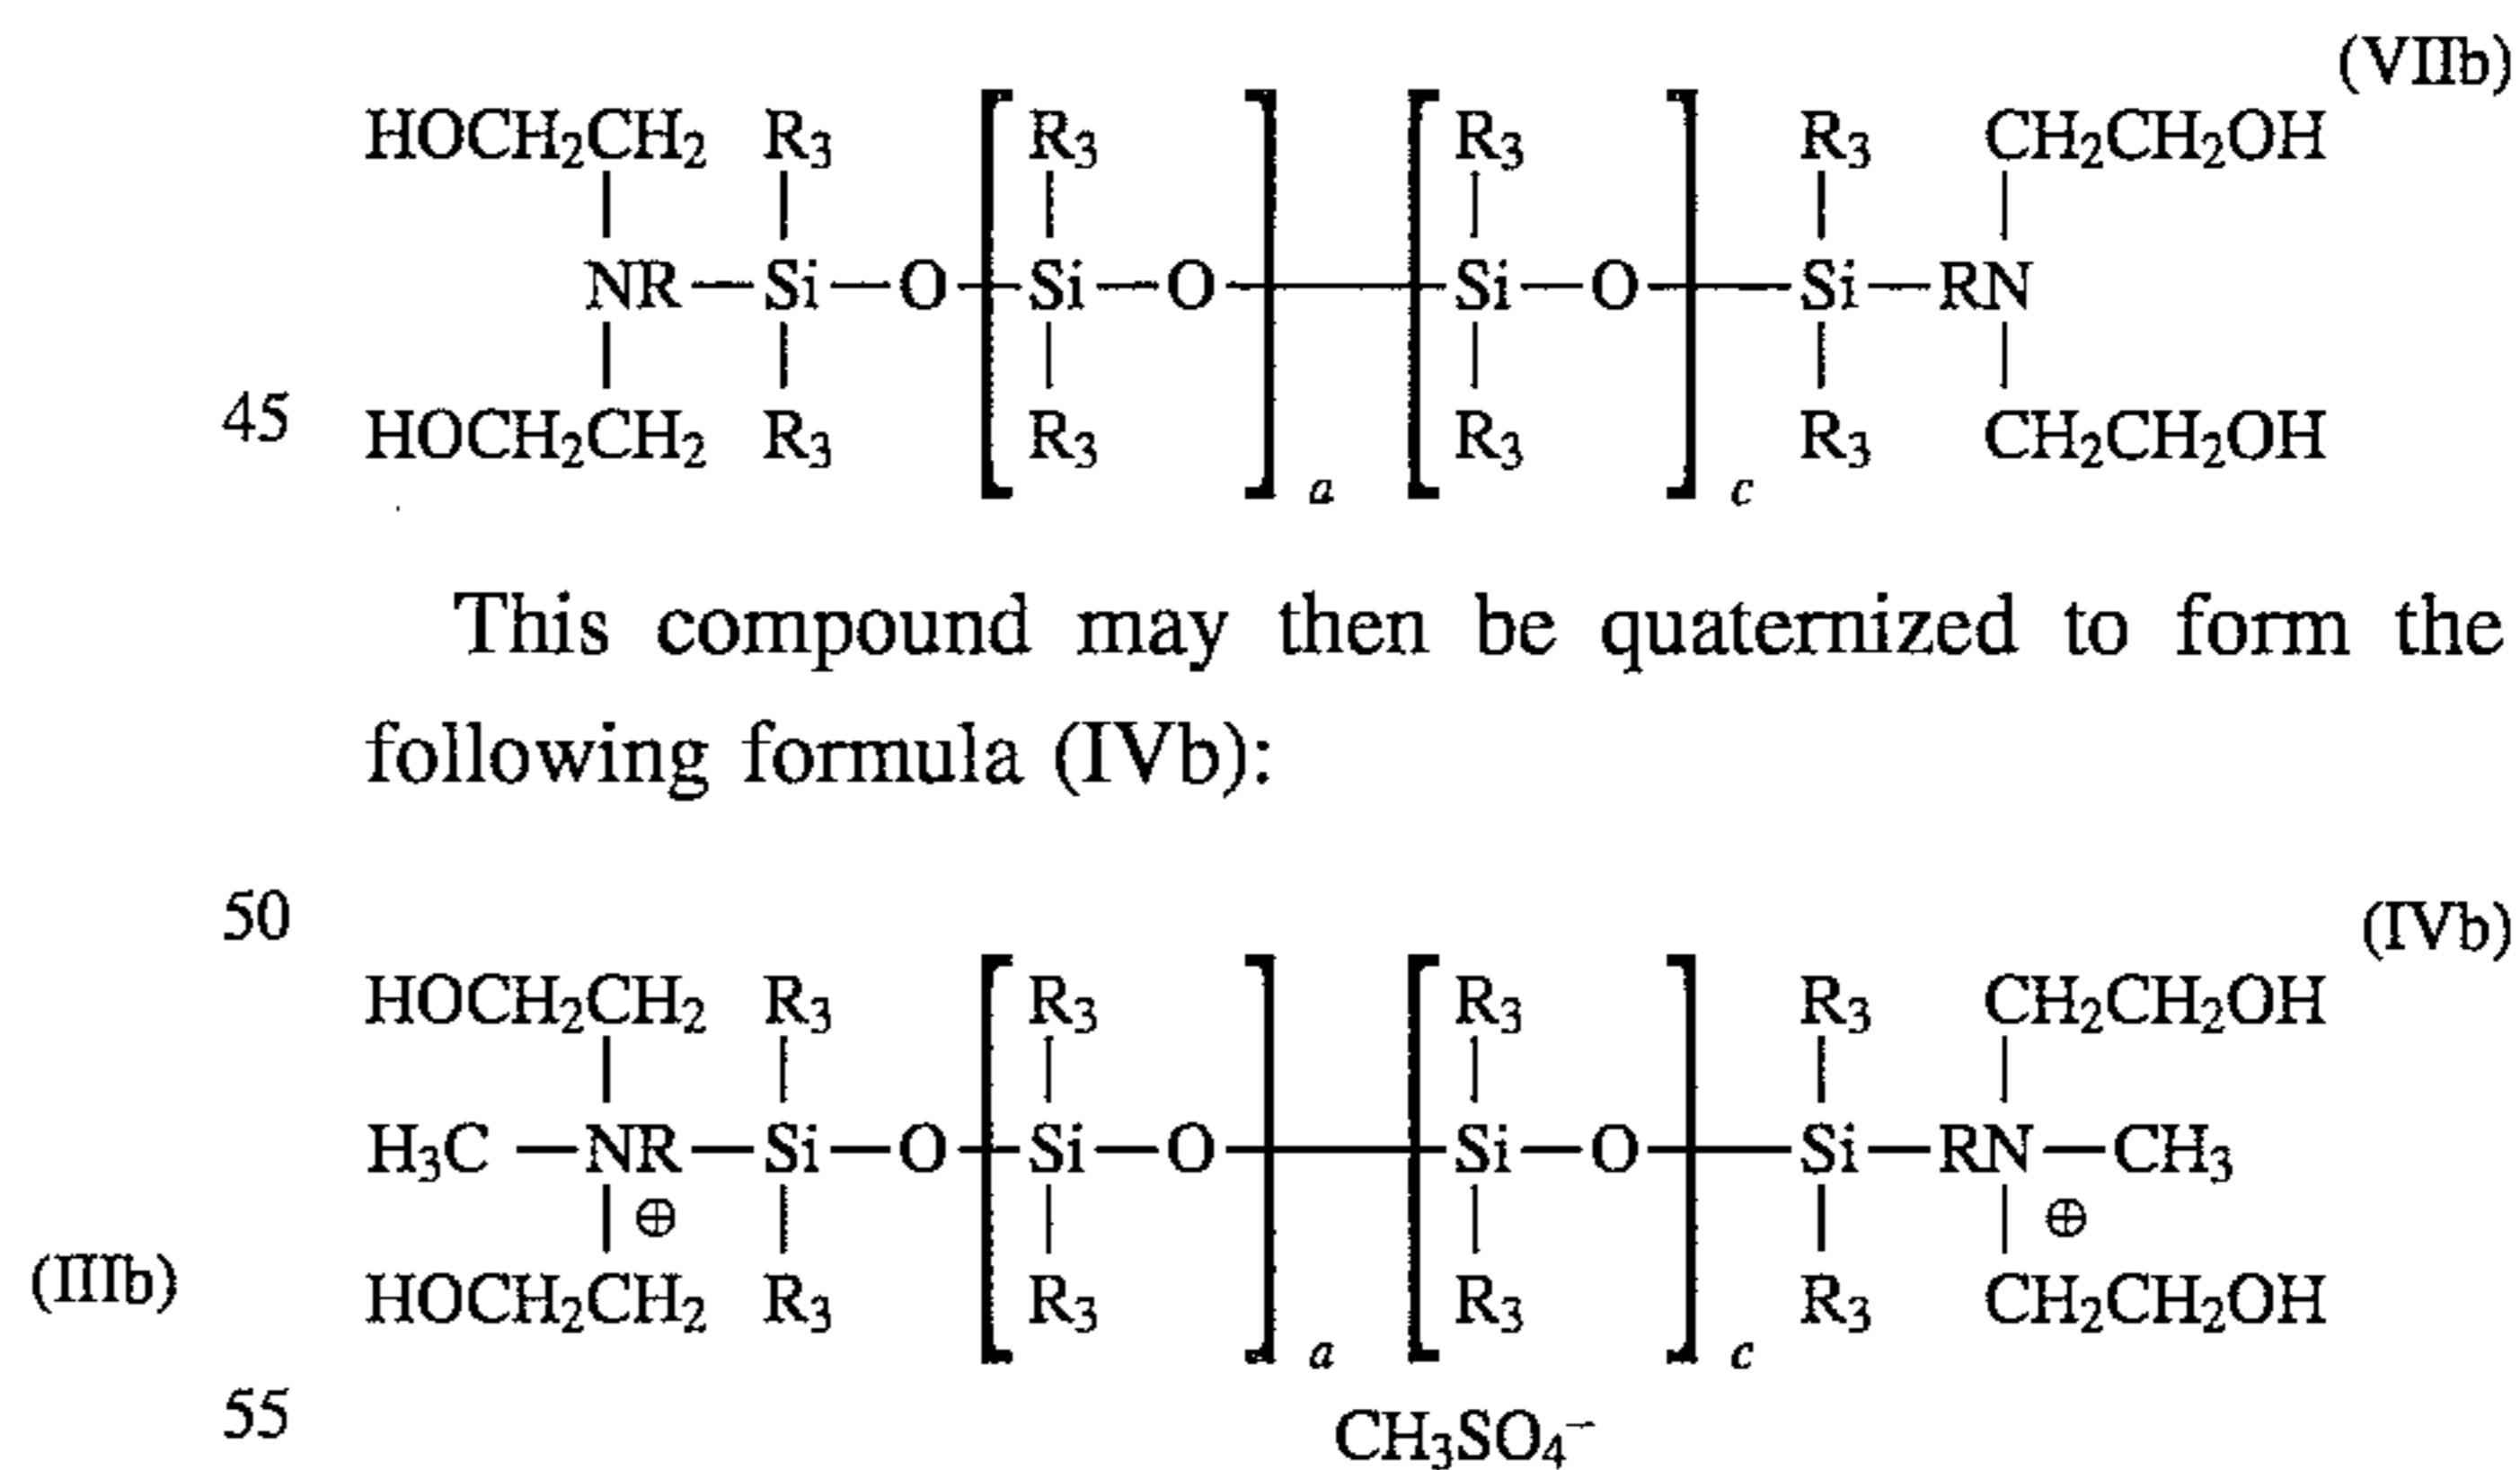 (VIIb)
HOCH₂CH₂ R₃ R₃ R₃ R₃ CH₂CH₂OH
NR—Si—O Si—O Si—O Si—RN
45 HOCH₂CH₂ R₃ R₃ R₃ R₃ CH₂CH₂OH
a c
This compound may then be quaternized to form the
following formula (IVb):
50 (IVb)
HOCH₂CH₂ R₃ R₃ R₃ R₃ CH₂CH₂OH
H₃C—NR—Si—O Si—O Si—O Si—RN—CH₃
⊕ ⊕
(IIIb) HOCH₂CH₂ R₃ R₃ R₃ R₃ CH₂CH₂OH
a c
55 CH₃SO₄⁻